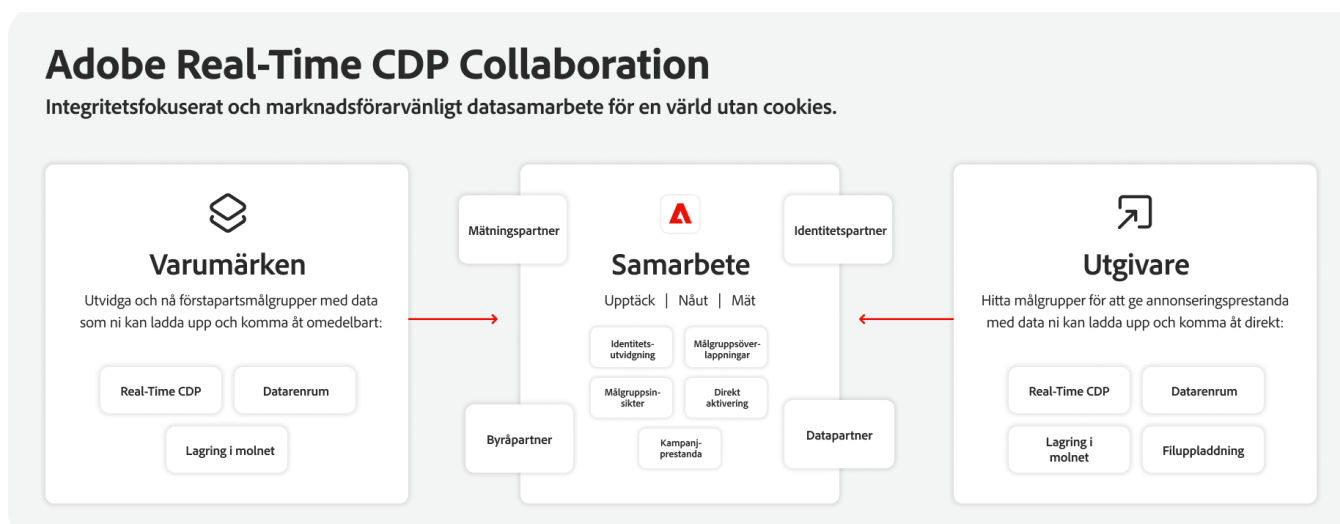 Adobe Real-Time CDP Collaboration
Integritetsfokuserat och marknadsförarvänligt datasamarbete för en värld utan cookies.
Varumärken
Utvidga och nå förstapartsmålgrupper med data
som ni kan ladda upp och komma åt omedelbart:
Real-Time CDP
Datarenrum
Lagring i molnet
Mätningspartner
Identitetspartner
Samarbete
Upptäck | Nåut | Mät
Identitets-
utvidgning
Målgruppsöver-
lappningar
Målgruppsin-
sikter
Direkt
aktivering
Kampanj-
prestanda
Byråpartner
Datapartner
Utgivare
Hitta målgrupper för att ge annonseringsprestanda
med data ni kan ladda upp och komma åt direkt:
Real-Time CDP
Datarenrum
Lagring i
molnet
Filuppladdning